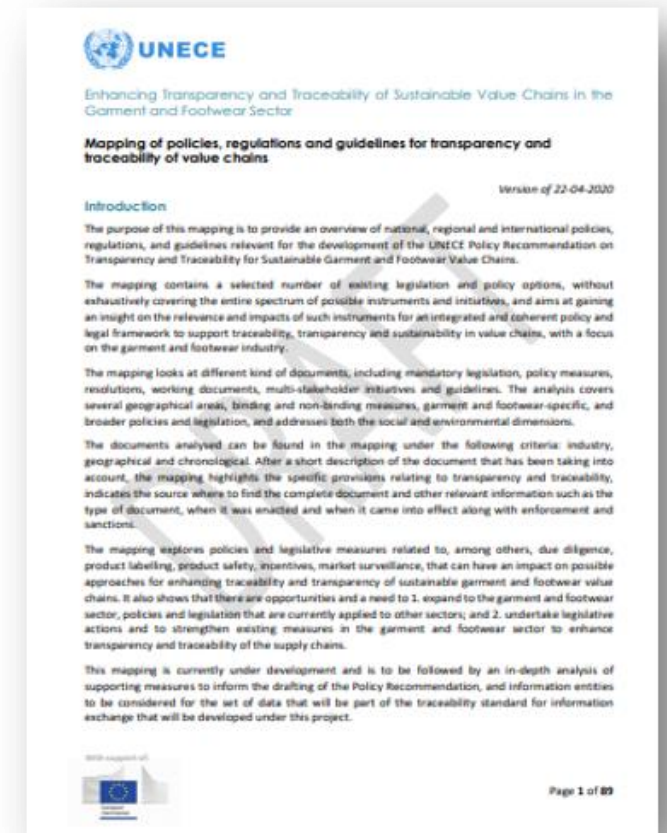 UNECE
Enhancing Transparency and Traceability of Sustainable Value Chains in the
Garment and Footwear Sector
Mapping of policies, regulations and guidelines for transparency and
traceability of value chains
Version of 22-04-2020
Introduction
The purpose of this mapping is to provide an overview of national, regional and international policies,
regulations, and guidelines relevant for the development of the UNECE Policy Recommendation on
Transparency and Traceability for Sustainable Garment and Footwear Value Chains.
The mapping contains a selected number of existing legislation and policy options, without
exhaustively covering the entire spectrum of possible instruments and initiatives, and aims at gaining
an insight on the relevance and impacts of such instruments for an integrated and coherent policy and
legal framework to support traceability, transparency and sustainability in value chains, with a focus
on the garment and footwear industry.
The mapping looks at different kind of documents, including mandatory legislation, policy measures,
resolutions, working documents, multi-stakeholder initiatives and guidelines. The analysis covers
several geographical areas, binding and non-binding measures, garment and footwear-specific, and
broader policies and legislation, and addresses both the social and environmental dimensions.
The documents analysed can be found in the mapping under the following criteria: industry,
geographical and chronological. After a short description of the document that has been taking into
account, the mapping highlights the specific provisions relating to transparency and traceability,
indicates the source where to find the complete document and other relevant information such as the
type of document, when it was enacted and when it came into effect along with enforcement and
sanctions.
The mapping explores policies and legislative measures related to, among others, due diligence,
product labelling, product safety, incentives, market surveillance, that can have an impact on possible
approaches for enhancing traceability and transparency of sustainable garment and footwear value
chains. It also shows that there are opportunities and a need to 1. expand to the garment and footwear
sector, policies and legislation that are currently applied to other sectors; and 2. undertake legislative
actions and to strengthen existing measures in the garment and footwear sector to enhance
transparency and traceability of the supply chains.
This mapping is currently under development and is to be followed by an in-depth analysis of
supporting measures to inform the drafting of the Policy Recommendation, and information entities
to be considered for the set of data that will be part of the traceability standard for information
exchange that will be developed under this project.
DRAFT
With support of:
Page 1 of 89